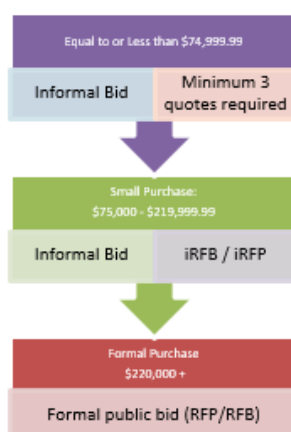 Equal to or Less than $74,999.99
Informal Bid
Minimum 3
quotes required
Small Purchase:
$75,000 - $219,999.99
Informal Bid
iRFB / iRFP
Formal Purchase
$220,000 +
Formal public bid (RFP/RFB)